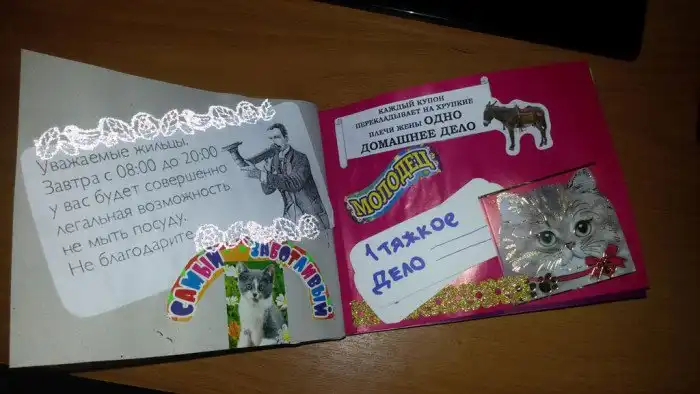 Уважаемые жильцы.
Завтра с 08:00 до 20:00
у вас будет совершенно
легальная возможность
не мыть посуду.
Не благодарите
САМЫЙ ЗАБОТЛИВЫЙ
КАЖДЫЙ КУПОН
ПЕРЕКЛАДЫВАЕТ НА ХРУПКИЕ
ПЛЕЧИ ЖЕНЫ ОДНО
ДОМАШНЕЕ ДЕЛО
МОЛОДЕЦ
1 ТЯЖКОЕ
ДЕЛО